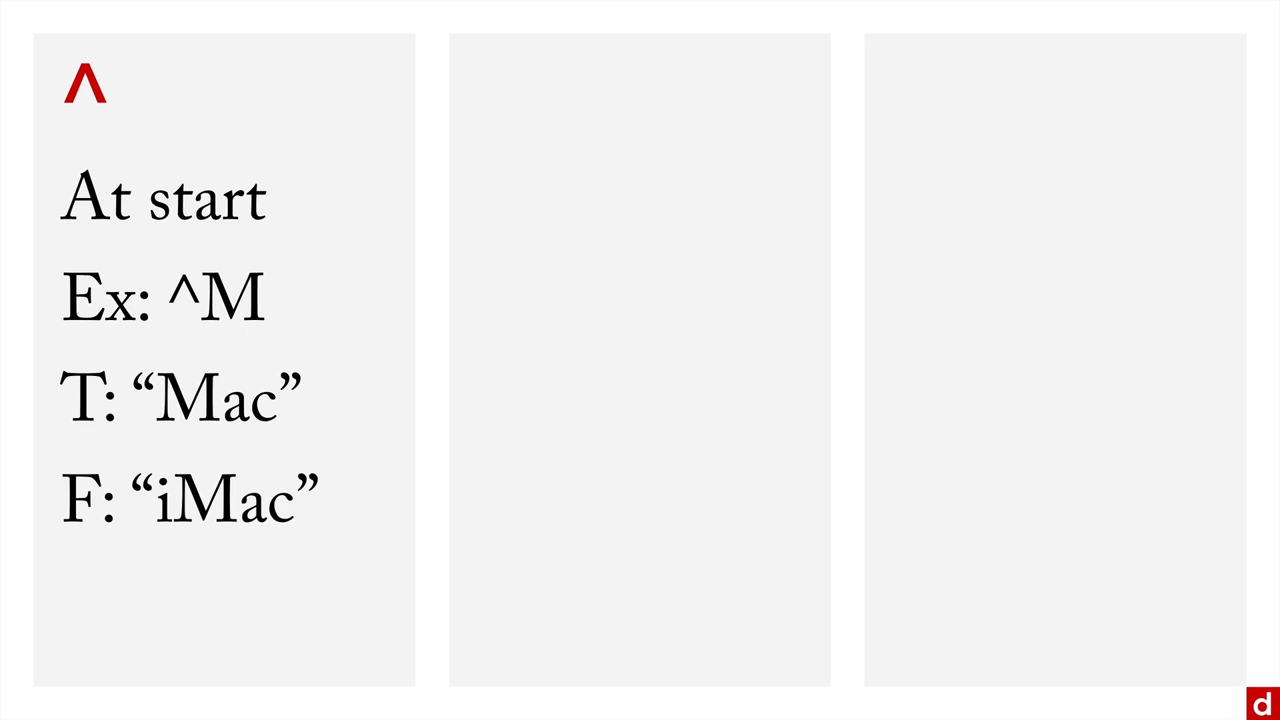 ^
At start
Ex: ^M
T: “Mac”
F: “iMac”
d